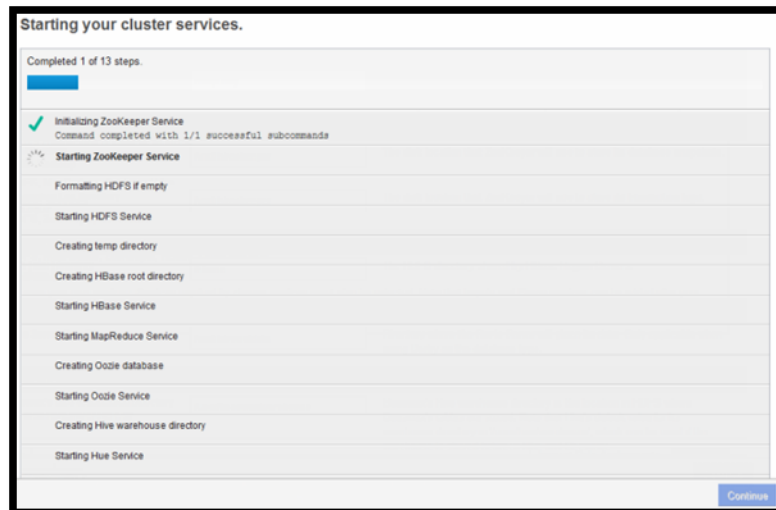 Starting your cluster services.
Completed 1 of 13 steps.
Initializing ZooKeeper Service
Command completed with 1/1 successful subcommands
Starting ZooKeeper Service
Formatting HDFS if empty
Starting HDFS Service
Creating temp directory
Creating HBase root directory
Starting HBase Service
Starting MapReduce Service
Creating Oozie database
Starting Oozie Service
Creating Hive warehouse directory
Starting Hue Service
Continue